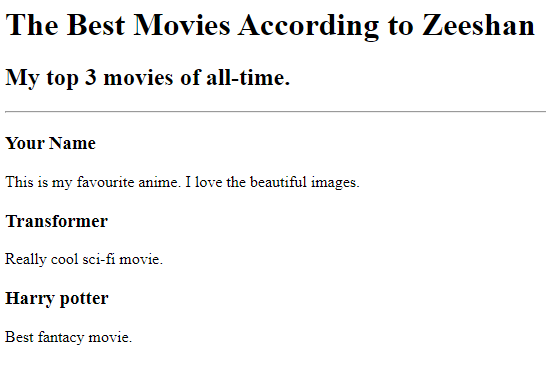 The Best Movies According to Zeeshan
My top 3 movies of all-time.
Your Name
This is my favourite anime. I love the beautiful images.
Transformer
Really cool sci-fi movie.
Harry potter
Best fantacy movie.